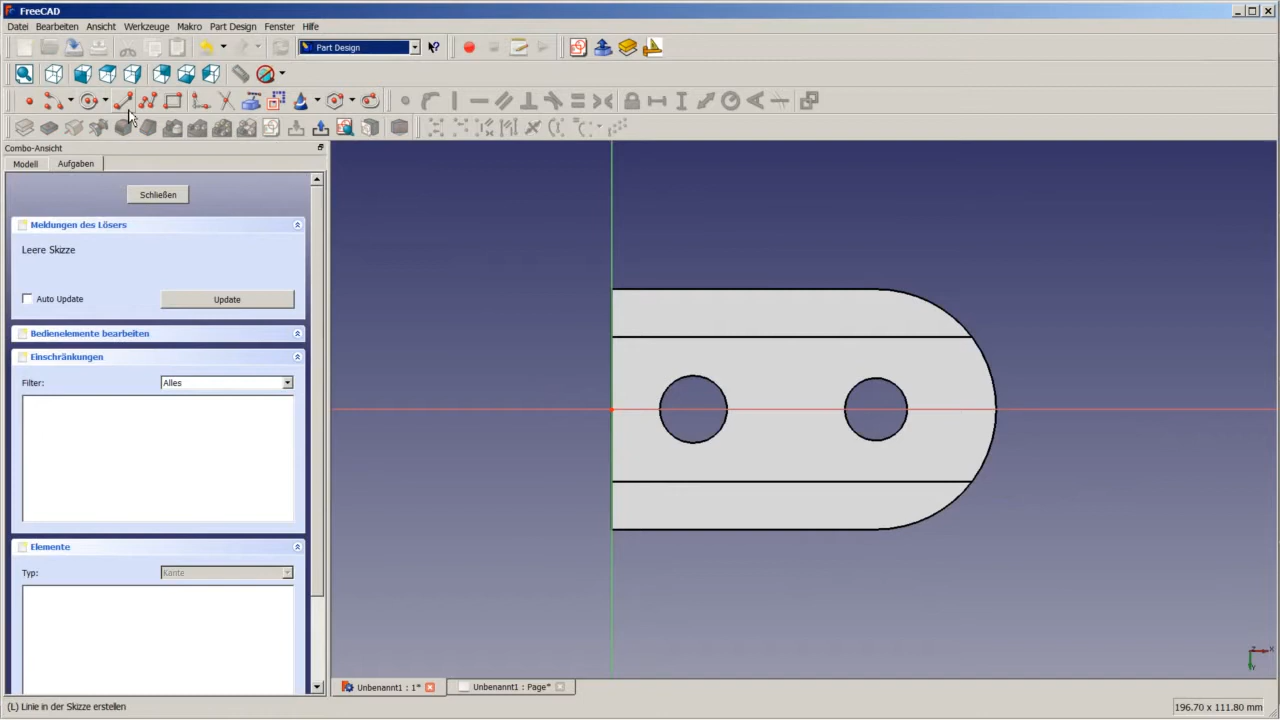 FreeCAD
Datei Bearbeiten Ansicht Werkzeuge Makro Part Design Fenster Hilfe
Part Design
Combo-Ansicht
Modell Aufgaben
Schließen
Meldungen des Lösers
Leere Skizze
Auto Update Update
Bedienelemente bearbeiten
Einschränkungen
Filter: Alles
Elemente
Typ: Kante
Unbenannt1 : 1* Unbenannt1 : Page*
(L) Linie in der Skizze erstellen 196.70 x 111.80 mm